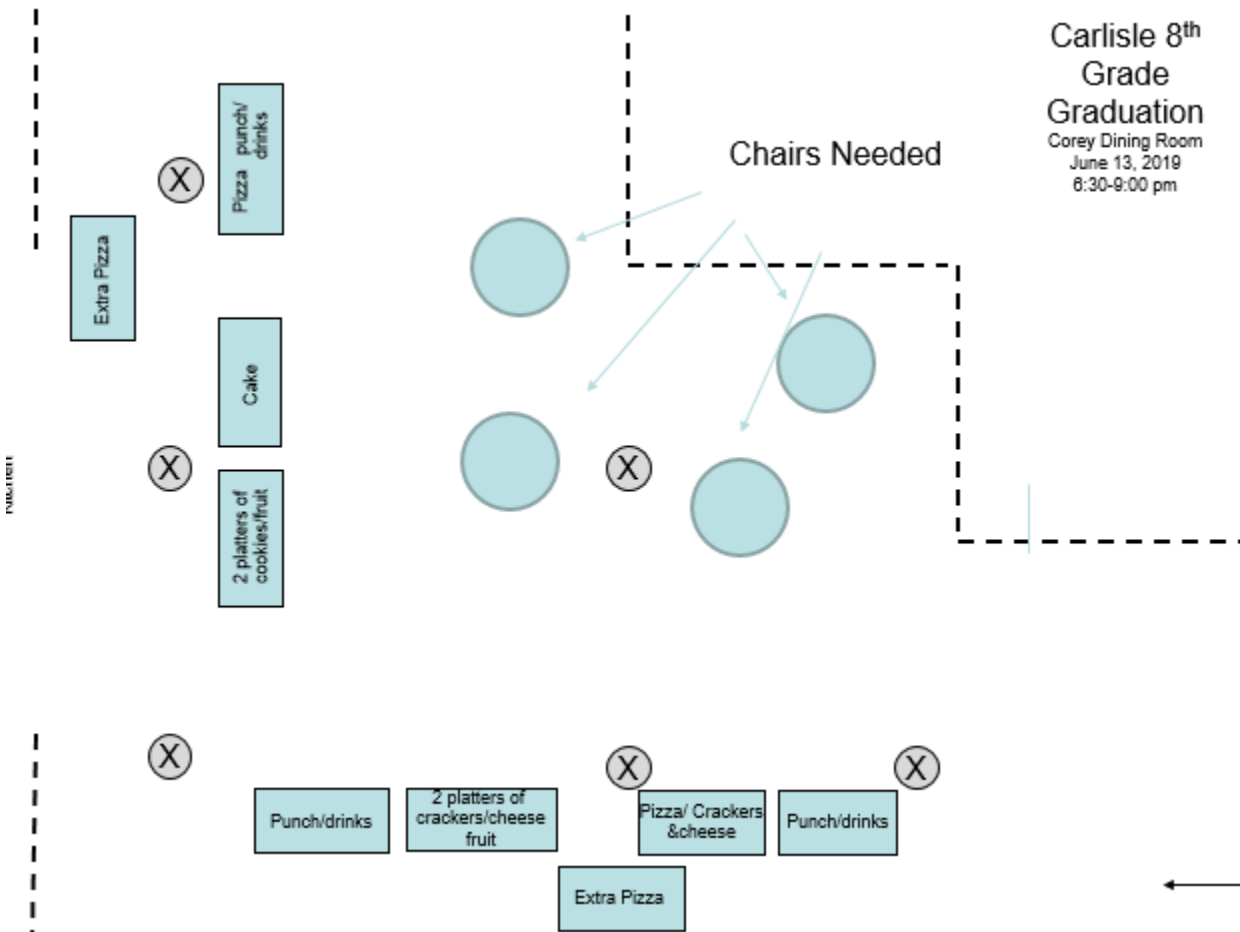 Carlisle 8th
Grade
Graduation
Corey Dining Room
June 13, 2019
6:30-9:00 pm
Chairs Needed
punch/
drinks
Pizza
X
Extra Pizza
Cake
X
2 platters of
cookies/fruit
X
Kitchen
X
X
X
Punch/drinks
2 platters of
crackers/cheese
fruit
Pizza/ Crackers
&cheese
Punch/drinks
Extra Pizza